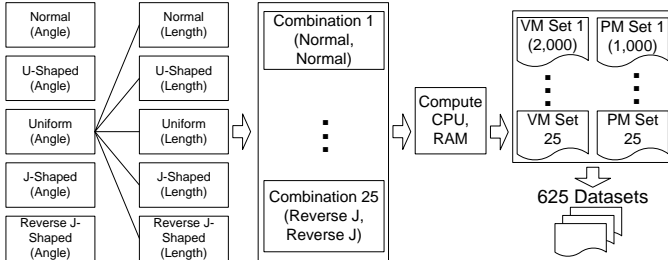 Normal
(Angle)
U-Shaped
(Angle)
Uniform
(Angle)
J-Shaped
(Angle)
Reverse J-
Shaped
(Angle)
Normal
(Length)
U-Shaped
(Length)
Uniform
(Length)
J-Shaped
(Length)
Reverse J-
Shaped
(Length)
Combination 1
(Normal,
Normal)
Combination 25
(Reverse J,
Reverse J)
Compute
CPU,
RAM
VM Set 1
(2,000)
PM Set 1
(1,000)
VM Set
25
PM Set
25
625 Datasets